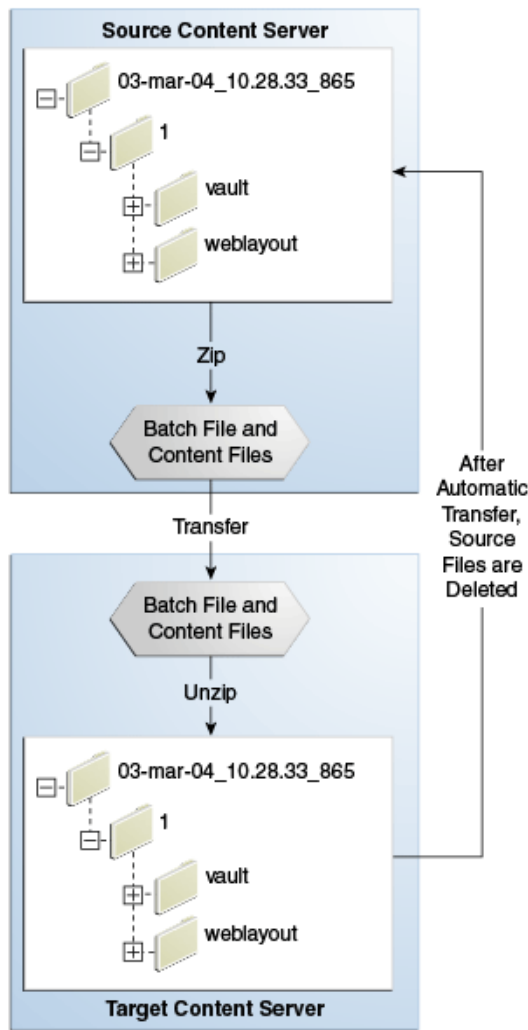 Source Content Server
03-mar-04_10.28.33_865
1
vault
weblayout
Zip
Batch File and
Content Files
Transfer
After
Automatic
Transfer,
Source
Files are
Deleted
Batch File and
Content Files
Unzip
03-mar-04_10.28.33_865
1
vault
weblayout
Target Content Server